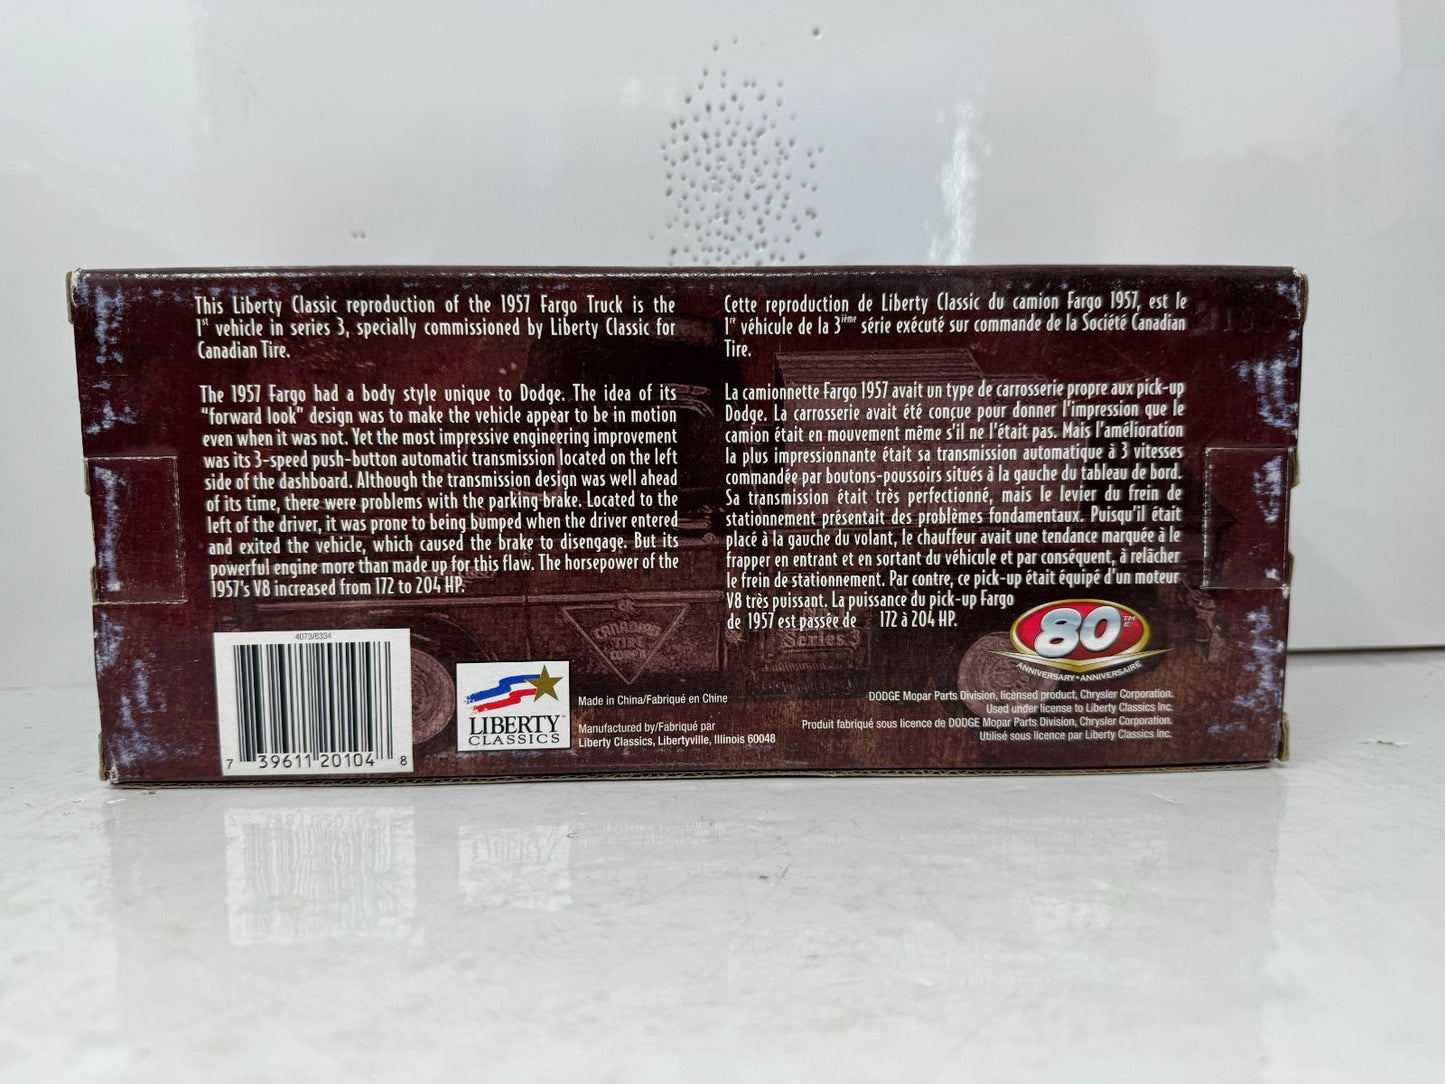 This Liberty Classic reproduction of the 1957 Fargo Truck is the
1st vehicle in series 3, specially commissioned by Liberty Classic for
Canadian Tire.
The 1957 Fargo had a body style unique to Dodge. The idea of its
“forward look” design was to make the vehicle appear to be in motion
even when it was not. Yet the most impressive engineering improvement
was its 3-speed push-button automatic transmission located on the left
side of the dashboard. Although the transmission design was well ahead
of its time, there were problems with the parking brake. Located to the
left of the driver, it was prone to being bumped when the driver entered
and exited the vehicle, which caused the brake to disengage. But its
powerful engine more than made up for this flaw. The horsepower of the
1957's V8 increased from 172 to 204 HP.
Cette reproduction de Liberty Classic du camion Fargo 1957, est le
1er véhicule de la 3ième série exécuté sur commande de la Société Canadian
Tire.
La camionnette Fargo 1957 avait un type de carrosserie propre aux pick-up
Dodge. La carrosserie avait été conçue pour donner l'impression que le
camion était en mouvement même s'il ne l'était pas. Mais l'amélioration
la plus impressionnante était sa transmission automatique à 3 vitesses
commandée par boutons-poussoirs situés à la gauche du tableau de bord.
Sa transmission était très perfectionné, mais le levier du frein de
stationnement présentait des problèmes fondamentaux. Puisqu'il était
placé à la gauche du volant, le chauffeur avait une tendance marquée à le
frapper en entrant et en sortant du véhicule et par conséquent, à relâcher
le frein de stationnement. Par contre, ce pick-up était équipé d'un moteur
V8 très puissant. La puissance du pick-up Fargo
de 1957 est passée de 172 à 204 HP.
CANADIAN
TIRE
CORP'N
Series 3
80TH E
ANNIVERSARY • ANNIVERSAIRE
4073/8334
7 39611 20104 8
LIBERTY
CLASSICS
Made in China/Fabriqué en Chine
Manufactured by/Fabriqué par
Liberty Classics, Libertyville, Illinois 60048
DODGE Mopar Parts Division, licensed product, Chrysler Corporation.
Used under license to Liberty Classics Inc.
Produit fabriqué sous licence de DODGE Mopar Parts Division, Chrysler Corporation.
Utilisé sous licence par Liberty Classics Inc.